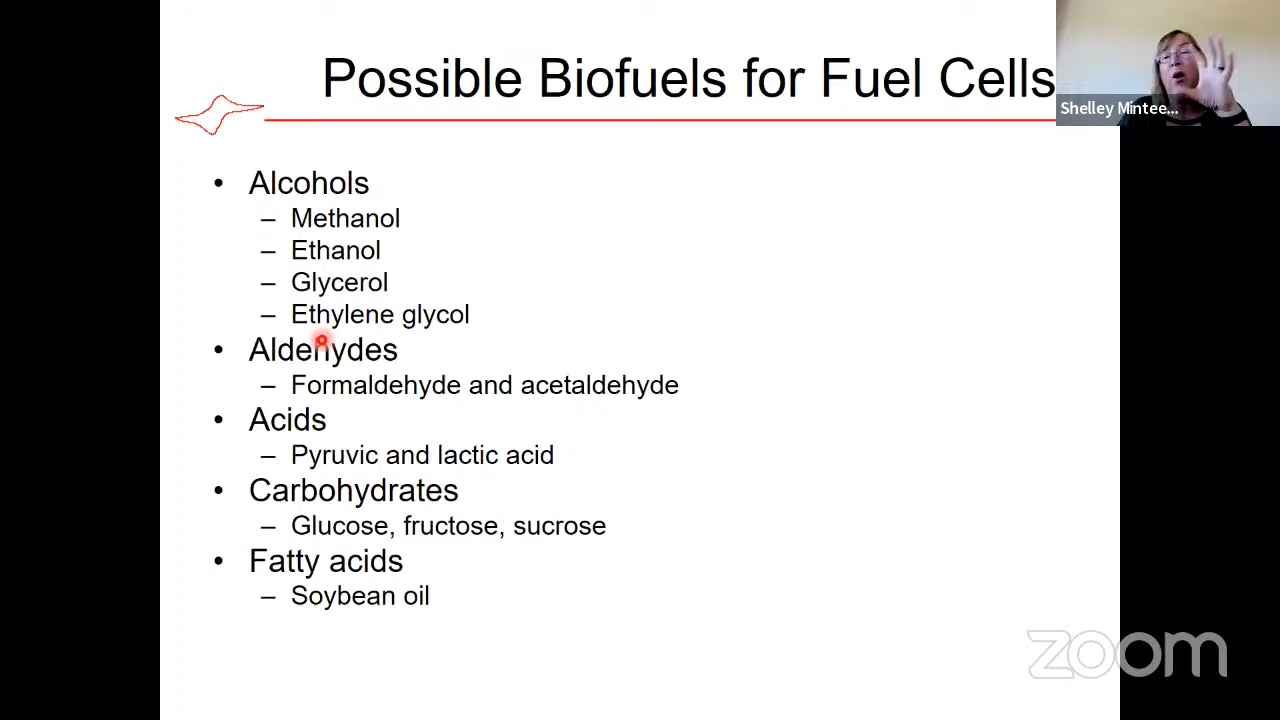 Possible Biofuels for Fuel Cells
Shelley Mintee...
• Alcohols
– Methanol
– Ethanol
– Glycerol
– Ethylene glycol
• Aldehydes
– Formaldehyde and acetaldehyde
• Acids
– Pyruvic and lactic acid
• Carbohydrates
– Glucose, fructose, sucrose
• Fatty acids
– Soybean oil
zoom